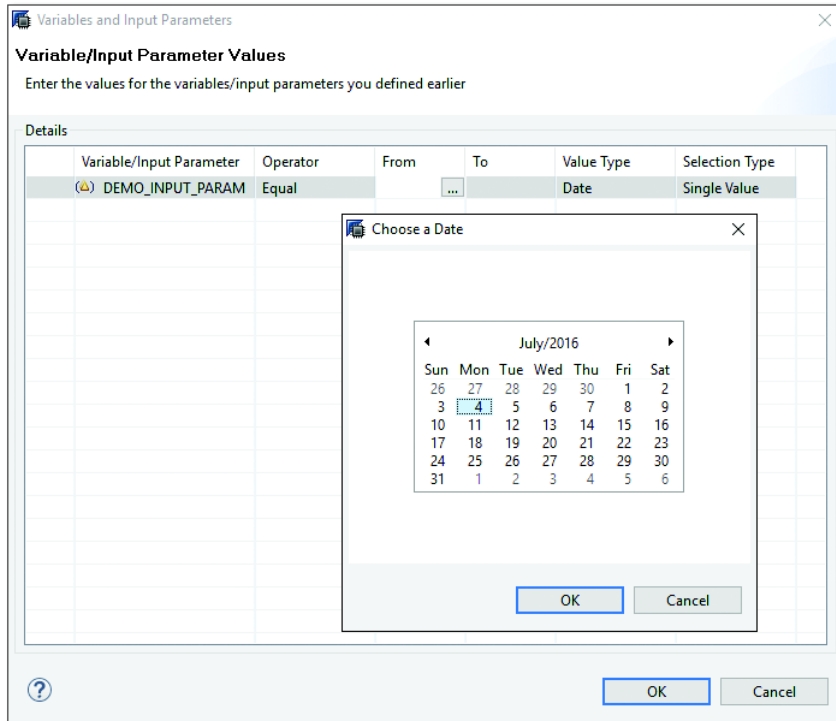 Variables and Input Parameters
Variable/Input Parameter Values
Enter the values for the variables/input parameters you defined earlier
Details
Variable/Input Parameter Operator From To Value Type Selection Type
DEMO_INPUT_PARAM Equal ... Date Single Value
Choose a Date
July/2016
Sun Mon Tue Wed Thu Fri Sat
26 27 28 29 30 1 2
3 4 5 6 7 8 9
10 11 12 13 14 15 16
17 18 19 20 21 22 23
24 25 26 27 28 29 30
31 1 2 3 4 5 6
OK Cancel
? OK Cancel